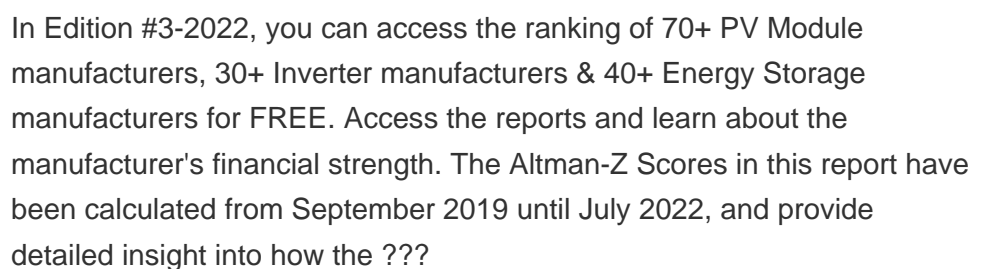 In Edition #3-2022, you can access the ranking of 70+ PV Module
manufacturers, 30+ Inverter manufacturers & 40+ Energy Storage
manufacturers for FREE. Access the reports and learn about the
manufacturer's financial strength. The Altman-Z Scores in this report have
been calculated from September 2019 until July 2022, and provide
detailed insight into how the ???